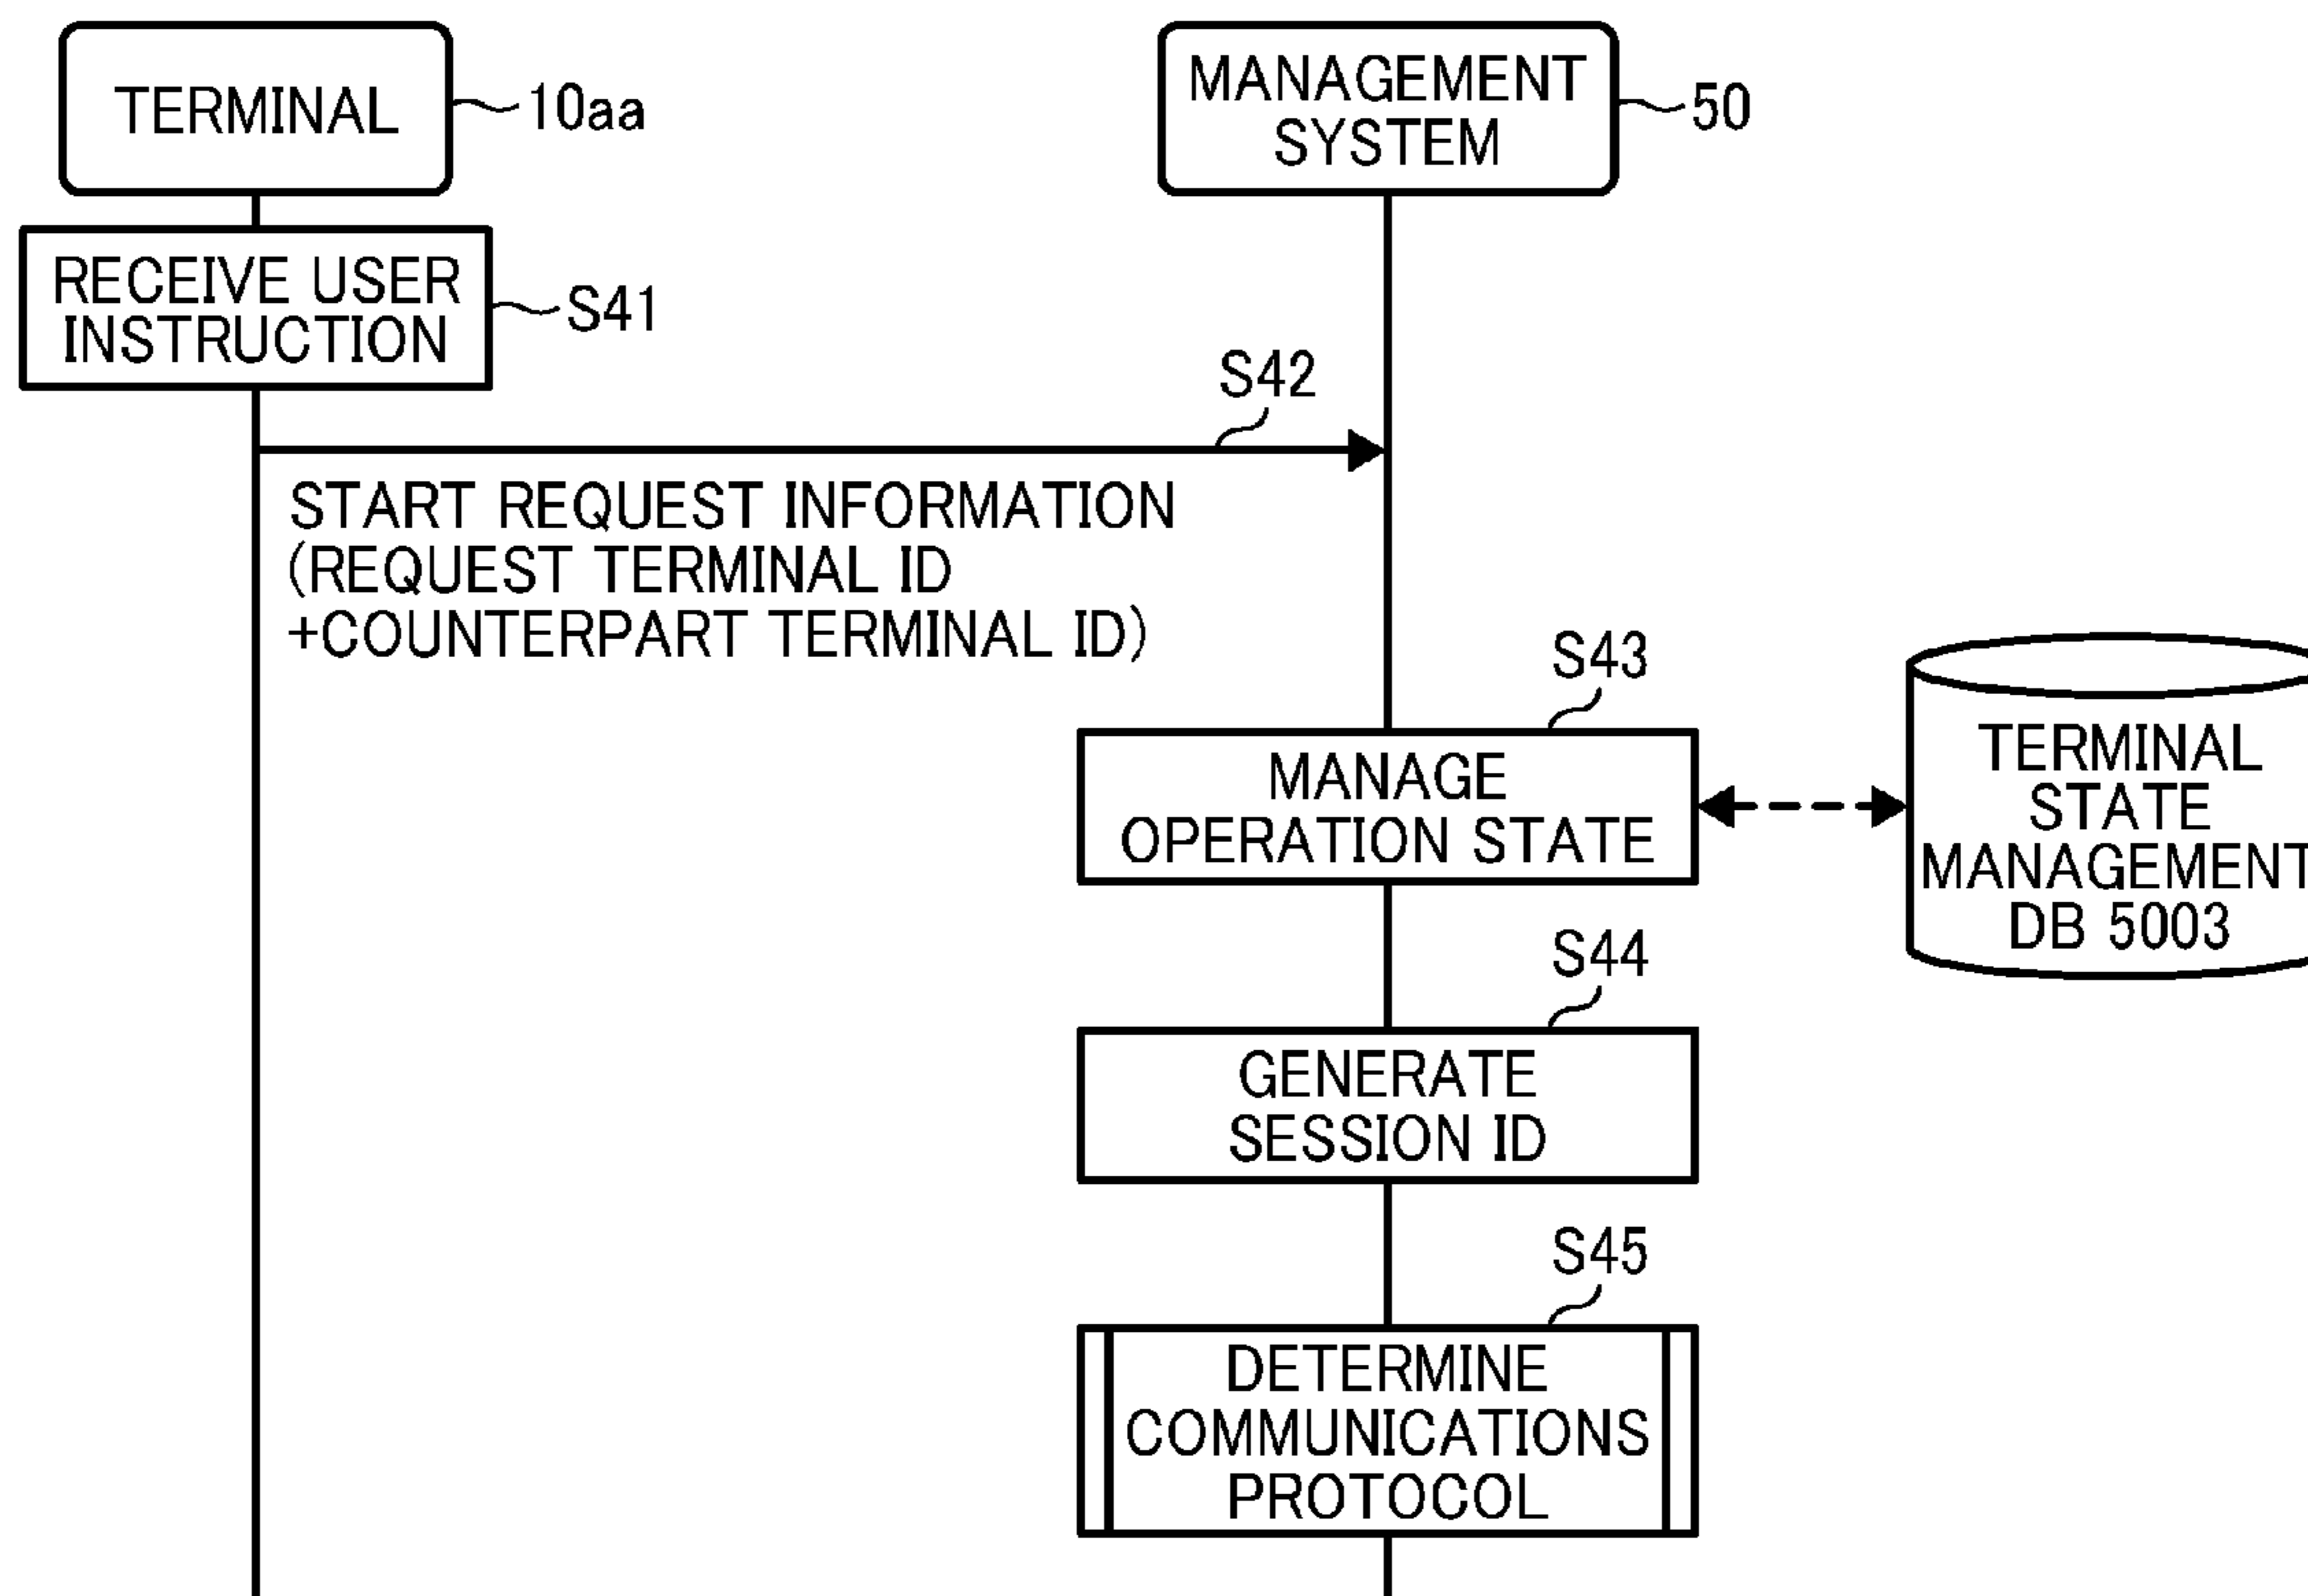 TERMINAL
10aa
MANAGEMENT
SYSTEM
50
RECEIVE USER
INSTRUCTION
S41
S42
START REQUEST INFORMATION
(REQUEST TERMINAL ID
+COUNTERPART TERMINAL ID)
S43
MANAGE
OPERATION STATE
TERMINAL
STATE
MANAGEMENT
DB 5003
S44
GENERATE
SESSION ID
S45
DETERMINE
COMMUNICATIONS
PROTOCOL